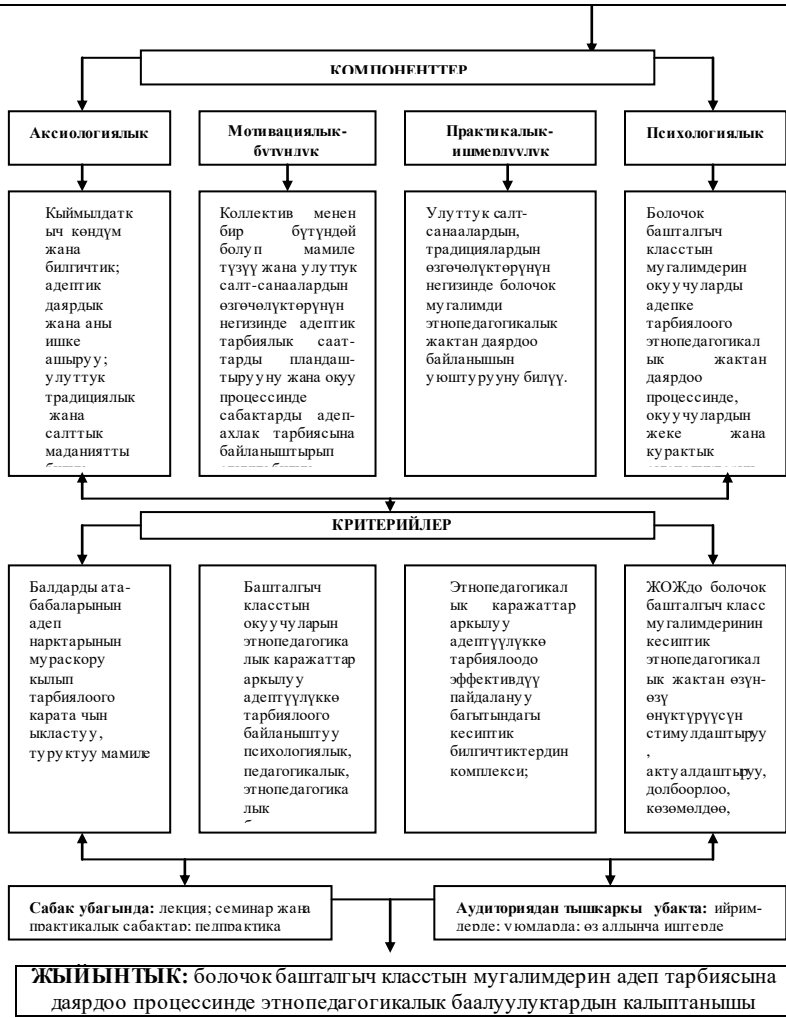 КОМПОНЕНТТЕР
Аксиологиялык
Мотивациялык-
бүтүндүк
Практикалык-
ишмердүүлүк
Психологиялык
Кыймылдатк
ыч көндүм
жана
билгичтик;
адептик
даярдык
жана аны
ишке
ашыруу;
улуттук
традициялык
жана
салттык
маданиятты
Коллектив менен
бир бүтүндөй
болуп мамиле
түзүү жана улуттук
салт-санаалардын
өзгөчөлүктөрүнүн
негизинде адептик
тарбиялык саат-
тарды пландаш-
тырууну жана окуу
процессинде
сабактарды адеп-
ахлак тарбиясына
байланыштырып
Улуттук салт-
санаалардын,
традициялардын
өзгөчөлүктөрүнүн
негизинде болочок
мугалимди
этнопедагогикалык
жактан даярдоо
байланышын
уюштурууну билүү.
Болочок
башталгыч
класстын
мугалимдерин
окуучуларды
адепке
тарбиялоого
этнопедагогикал
ык жактан
даярдоо
процессинде,
окуучулардын
жеке жана
курактык
КРИТЕРИЙЛЕР
Балдарды ата-
бабаларынын
адеп
нарктарынын
мураскору
кылып
тарбиялоого
карата чын
ыкластуу,
туруктуу мамиле
Башталгыч
класстын
окуучуларын
этнопедагогика
лык каражаттар
аркылуу
адептүүлүккө
тарбиялоого
байланыштуу
психологиялык,
педагогикалык,
этнопедагогика
лык
Этнопедагогикал
ык каражаттар
аркылуу
адептүүлүккө
тарбиялоодо
эффективдүү
пайдалануу
багытындагы
кесиптик
билгичтиктердин
комплекси;
ЖОЖдо болочок
башталгыч класс
мугалимдеринин
кесиптик
этнопедагогикал
ык жактан өзүн-
өзү
өнүктүрүүсүн
стимулдаштыруу
,
актуалдаштыруу,
долбоорлоо,
көзөмөлдөө,
Сабак убагында: лекция; семинар жана
практикалык сабактар; педпрактика
Аудиториядан тышкаркы убакта: ийрим-
дерде; уюмдарда; өз алдынча иштерде
ЖЫЙЫНТЫК: болочок башталгыч класстын мугалимдерин адеп тарбиясына
даярдоо процессинде этнопедагогикалык баалуулуктардын калыптанышы